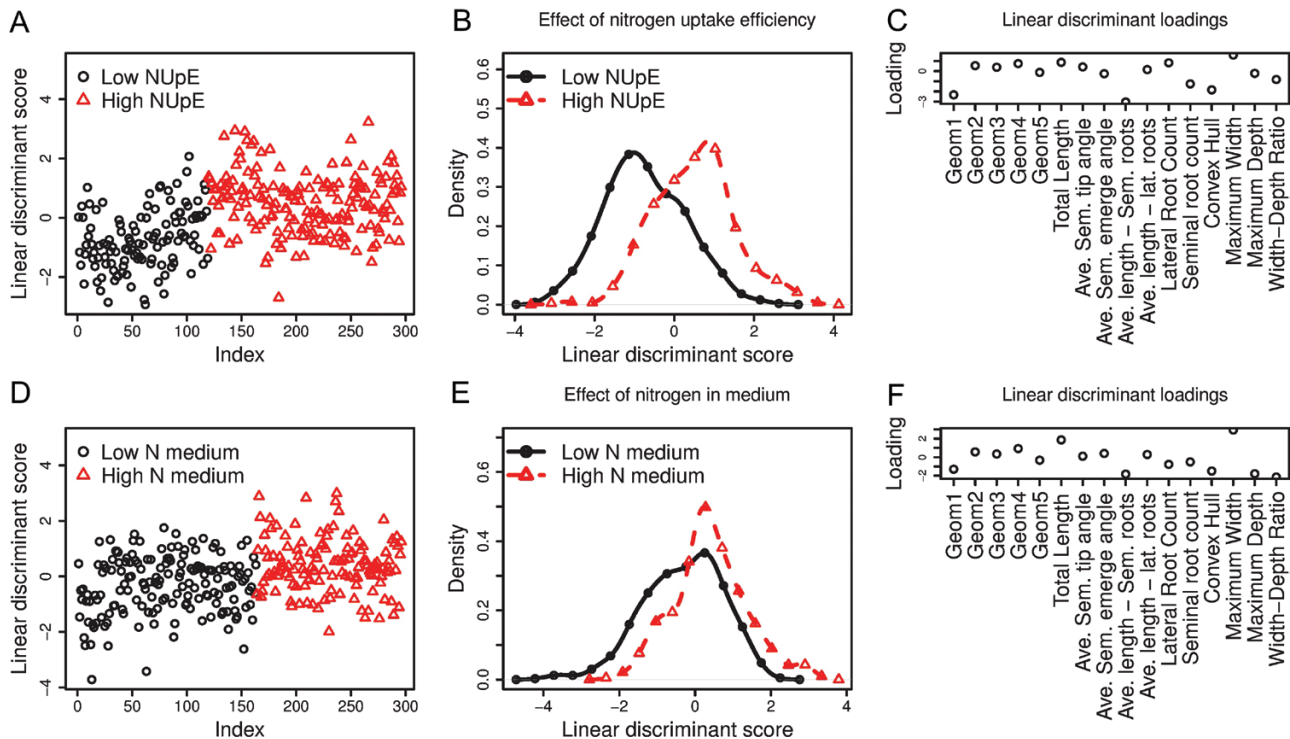 A
Linear discriminant score
4
2
0
−2
Low NUpE
High NUpE
0 50 100 150 200 250 300
Index
B
Effect of nitrogen uptake efficiency
Density
0.6
0.5
0.4
0.3
0.2
0.1
0.0
Low NUpE
High NUpE
−4 −2 0 2 4
Linear discriminant score
C
Linear discriminant loadings
Loading
0
−3
Geom1
Geom2
Geom3
Geom4
Geom5
Total Length
Ave. Sem. tip angle
Ave. Sem. emerge angle
Ave. length − Sem. roots
Ave. length − lat. roots
Lateral Root Count
Seminal root count
Convex Hull
Maximum Width
Maximum Depth
Width−Depth Ratio
D
Linear discriminant score
4
2
0
−2
−4
Low N medium
High N medium
0 50 100 150 200 250 300
Index
E
Effect of nitrogen in medium
Density
0.6
0.4
0.2
0.0
Low N medium
High N medium
−4 −2 0 2 4
Linear discriminant score
F
Linear discriminant loadings
Loading
2
0
−2
Geom1
Geom2
Geom3
Geom4
Geom5
Total Length
Ave. Sem. tip angle
Ave. Sem. emerge angle
Ave. length − Sem. roots
Ave. length − lat. roots
Lateral Root Count
Seminal root count
Convex Hull
Maximum Width
Maximum Depth
Width−Depth Ratio